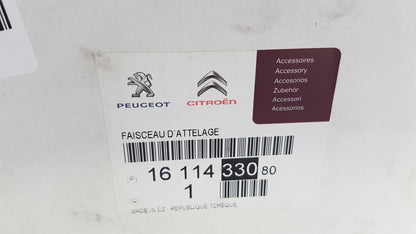 PEUGEOT
CITROËN
Accessoires
Accessory
Accesorios
Zubehör
Accessori
Acessórios
FAISCEAU D'ATTELAGE
(P) 16 114 330 80
(Q) 1
MADE IN CZ - REPUBLIQUE TCHEQUE